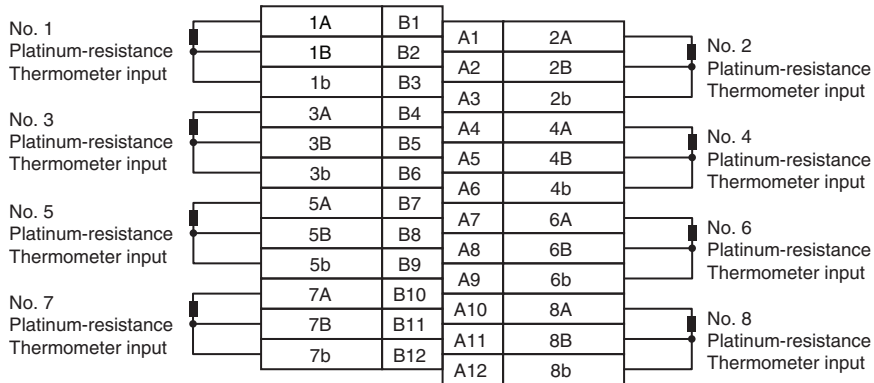 No. 1
Platinum-resistance
Thermometer input
No. 3
Platinum-resistance
Thermometer input
No. 5
Platinum-resistance
Thermometer input
No. 7
Platinum-resistance
Thermometer input
1A B1
1B B2
1b B3
3A B4
3B B5
3b B6
5A B7
5B B8
5b B9
7A B10
7B B11
7b B12
A1 2A
A2 2B
A3 2b
A4 4A
A5 4B
A6 4b
A7 6A
A8 6B
A9 6b
A10 8A
A11 8B
A12 8b
No. 2
Platinum-resistance
Thermometer input
No. 4
Platinum-resistance
Thermometer input
No. 6
Platinum-resistance
Thermometer input
No. 8
Platinum-resistance
Thermometer input